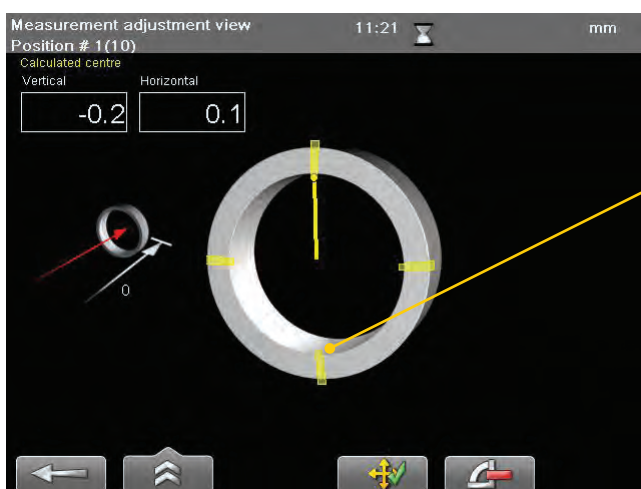 Measurement adjustment view 11:21 mm
Position # 1(10)
Calculated centre
Vertical Horizontal
-0.2 0.1
0